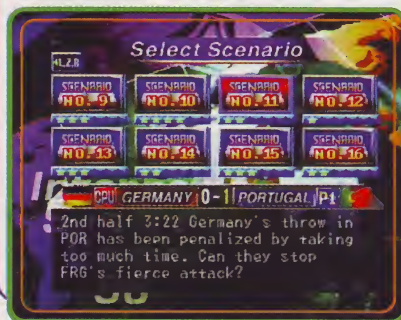 Select Scenario
L.2.R
SCENARIO SCENARIO SCENARIO SCENARIO
NO.9 NO.10 NO.11 NO.12
SCENARIO SCENARIO SCENARIO SCENARIO
NO.13 NO.14 NO.15 NO.16
CPU GERMANY 0-1 PORTUGAL P1
2nd half 3:22 Germany's throw in
POR has been penalized by taking
too much time. Can they stop
FRG's fierce attack?